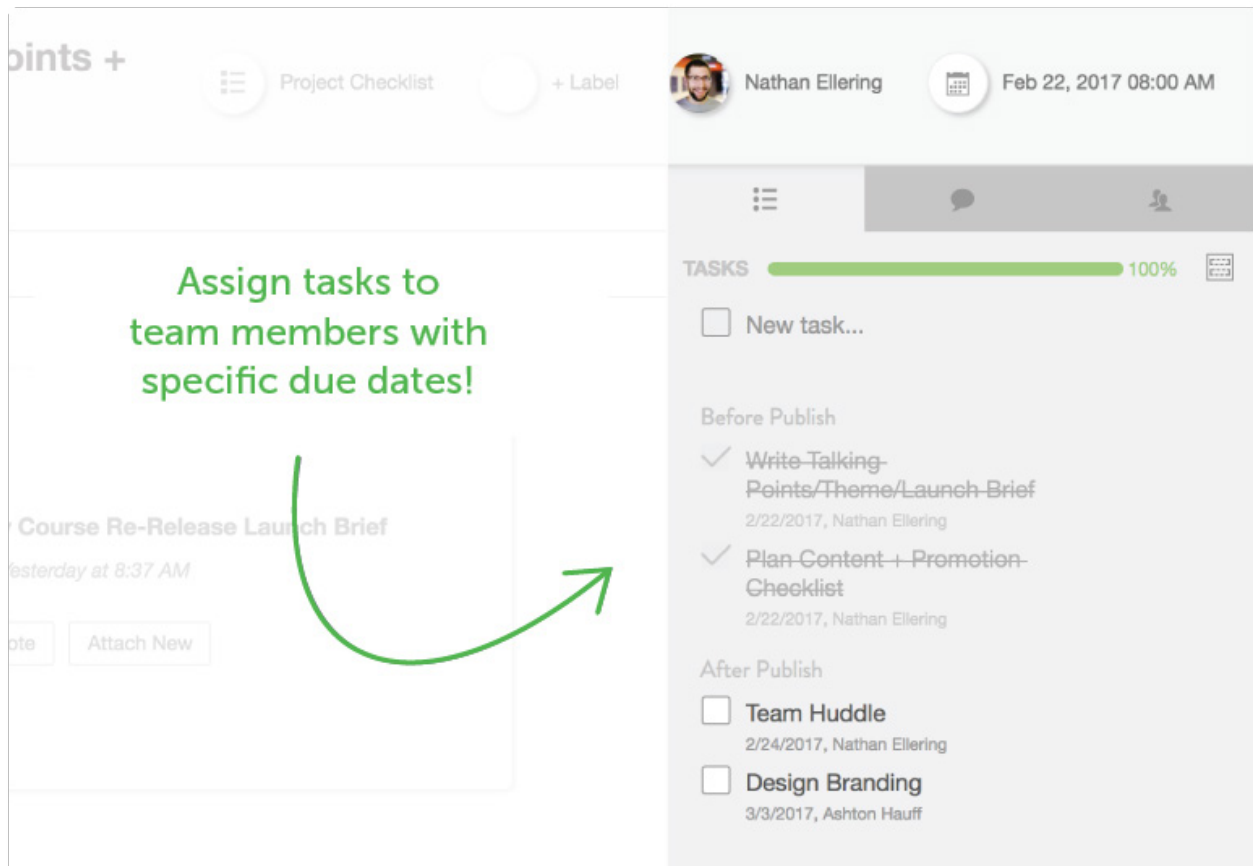 oints +
Project Checklist
+ Label
Nathan Ellering
Feb 22, 2017 08:00 AM
TASKS
100%
New task...
Assign tasks to
team members with
specific due dates!
Before Publish
Write Talking
Points/Theme/Launch Brief
2/22/2017, Nathan Ellering
Plan Content + Promotion
Checklist
2/22/2017, Nathan Ellering
Course Re-Release Launch Brief
Yesterday at 8:37 AM
ote
Attach New
After Publish
Team Huddle
2/24/2017, Nathan Ellering
Design Branding
3/3/2017, Ashton Hauff